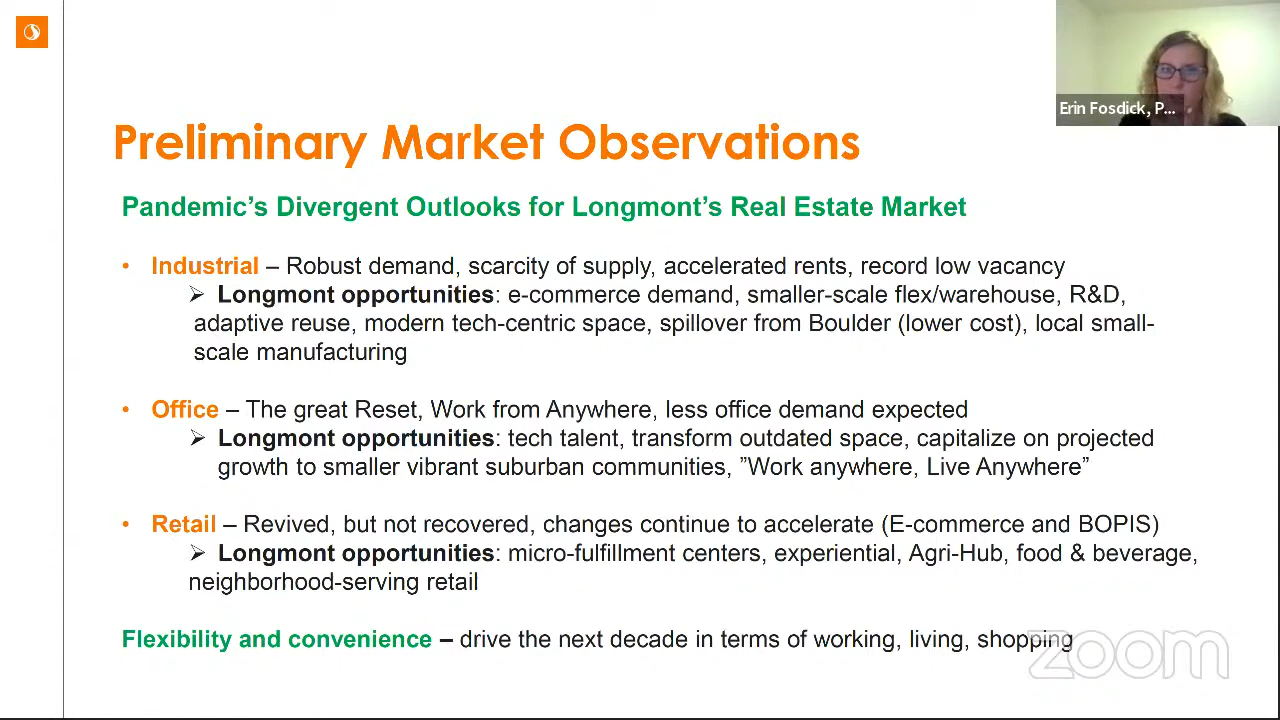 Erin Fosdick, P...
Preliminary Market Observations
Pandemic's Divergent Outlooks for Longmont's Real Estate Market
• Industrial – Robust demand, scarcity of supply, accelerated rents, record low vacancy
➢ Longmont opportunities: e-commerce demand, smaller-scale flex/warehouse, R&D,
adaptive reuse, modern tech-centric space, spillover from Boulder (lower cost), local small-
scale manufacturing
• Office – The great Reset, Work from Anywhere, less office demand expected
➢ Longmont opportunities: tech talent, transform outdated space, capitalize on projected
growth to smaller vibrant suburban communities, ”Work anywhere, Live Anywhere”
• Retail – Revived, but not recovered, changes continue to accelerate (E-commerce and BOPIS)
➢ Longmont opportunities: micro-fulfillment centers, experiential, Agri-Hub, food & beverage,
neighborhood-serving retail
Flexibility and convenience – drive the next decade in terms of working, living, shopping
zoom